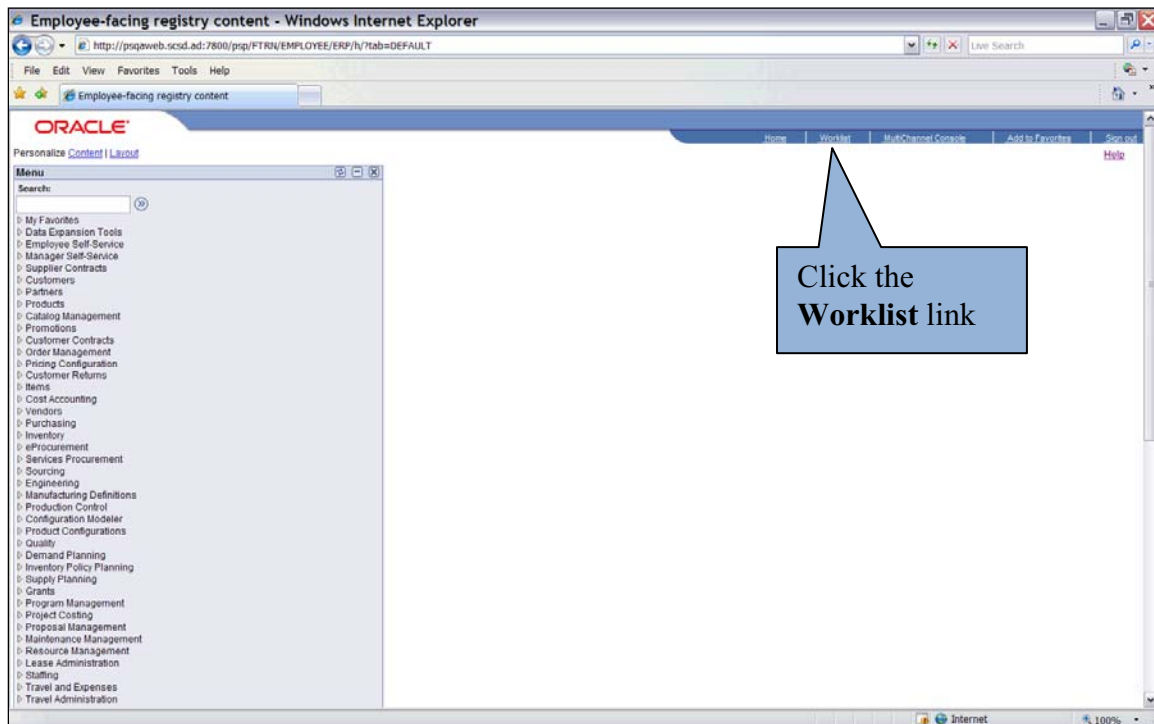 Employee-facing registry content - Windows Internet Explorer
http://psqaweb.scsd.ad:7800/psp/FTRN/EMPLOYEE/ERP/h/?tab=DEFAULT
Live Search
File Edit View Favorites Tools Help
Employee-facing registry content
ORACLE
Home | Worklist | MultiChannel Console | Add to Favorites | Sign out
Personalize Content | Layout
Help
Menu
Search:
My Favorites
Data Expansion Tools
Employee Self-Service
Manager Self-Service
Supplier Contracts
Customers
Partners
Products
Catalog Management
Promotions
Customer Contracts
Order Management
Pricing Configuration
Customer Returns
Items
Cost Accounting
Vendors
Purchasing
Inventory
eProcurement
Services Procurement
Sourcing
Engineering
Manufacturing Definitions
Production Control
Configuration Modeler
Product Configurations
Quality
Demand Planning
Inventory Policy Planning
Supply Planning
Grants
Program Management
Project Costing
Proposal Management
Maintenance Management
Resource Management
Lease Administration
Staffing
Travel and Expenses
Travel Administration
Click the
Worklist link
Internet
100%